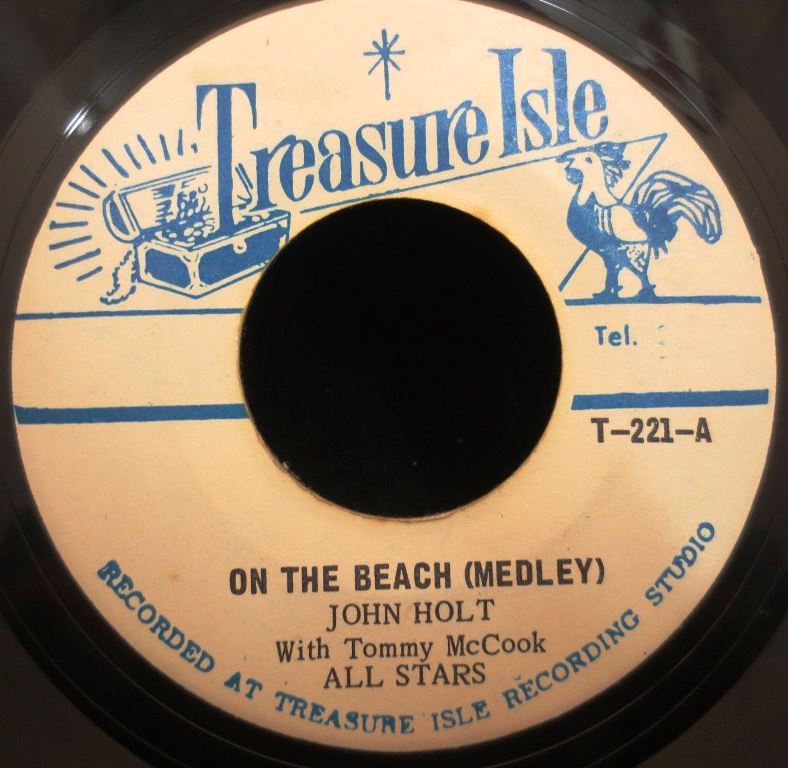 Treasure Isle
Tel.
T-221-A
ON THE BEACH (MEDLEY)
JOHN HOLT
With Tommy McCook
ALL STARS
RECORDED AT TREASURE ISLE RECORDING STUDIO